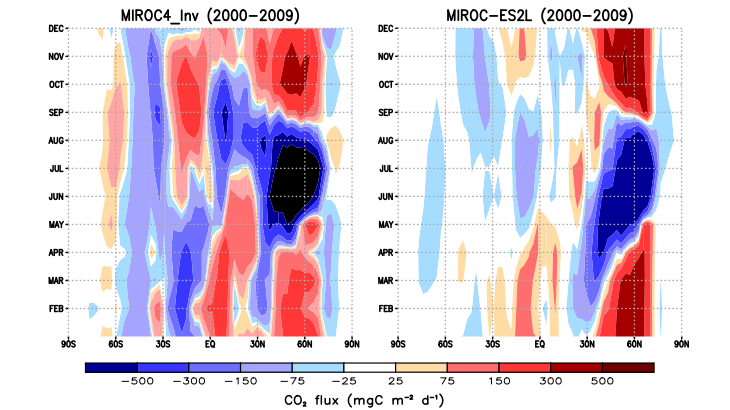 MIROC4_Inv (2000−2009) MIROC−ES2L (2000−2009)
DEC DEC
NOV NOV
OCT OCT
SEP SEP
AUG AUG
JUL JUL
JUN JUN
MAY MAY
APR APR
MAR MAR
FEB FEB
90S 60S 30S EQ 30N 60N 90N 90S 60S 30S EQ 30N 60N 90N
−500 −300 −150 −75 −25 25 75 150 300 500
CO₂ flux (mgC m⁻² d⁻¹)